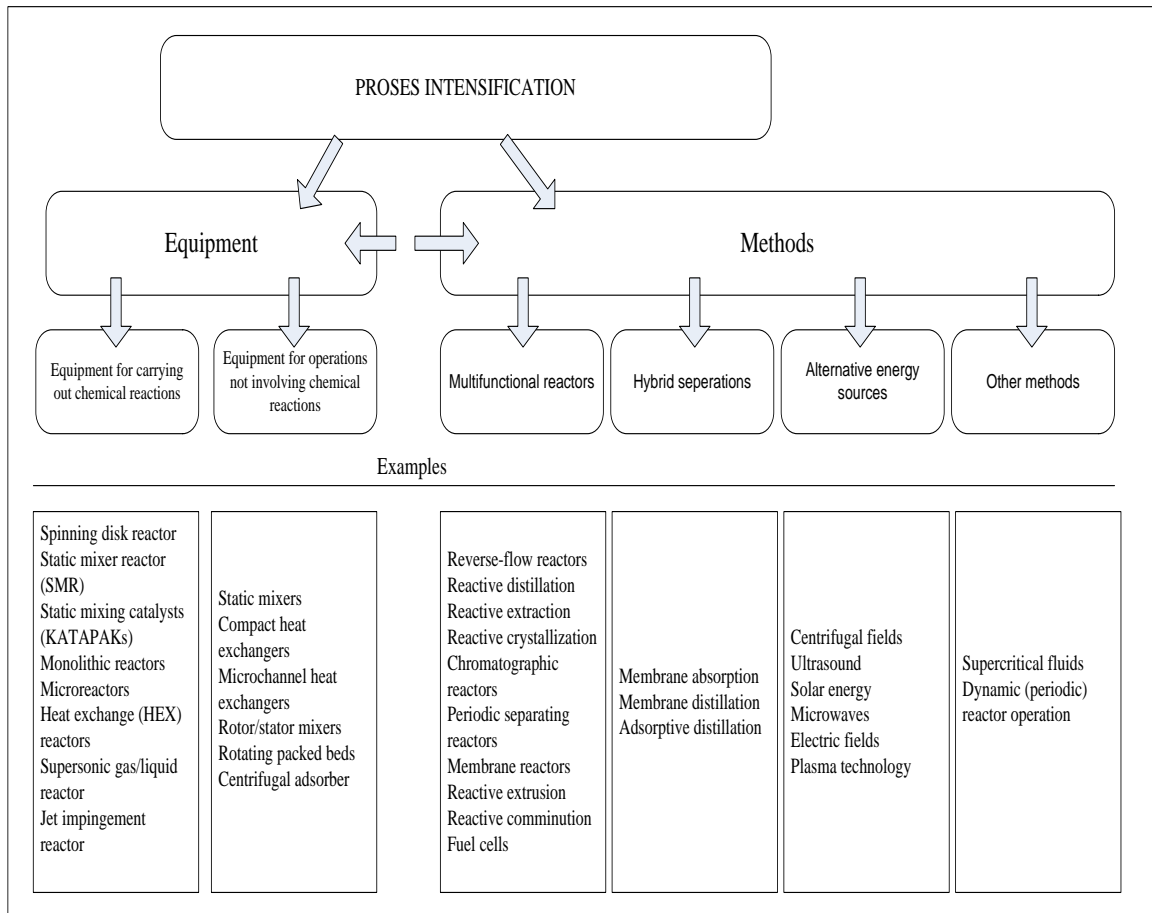 PROSES INTENSIFICATION
Equipment
Methods
Equipment for carrying
out chemical reactions
Equipment for operations
not involving chemical
reactions
Multifunctional reactors
Hybrid seperations
Alternative energy
sources
Other methods
Examples
Spinning disk reactor
Static mixer reactor
(SMR)
Static mixing catalysts
(KATAPAKs)
Monolithic reactors
Microreactors
Heat exchange (HEX)
reactors
Supersonic gas/liquid
reactor
Jet impingement
reactor
Static mixers
Compact heat
exchangers
Microchannel heat
exchangers
Rotor/stator mixers
Rotating packed beds
Centrifugal adsorber
Reverse-flow reactors
Reactive distillation
Reactive extraction
Reactive crystallization
Chromatographic
reactors
Periodic separating
reactors
Membrane reactors
Reactive extrusion
Reactive comminution
Fuel cells
Membrane absorption
Membrane distillation
Adsorptive distillation
Centrifugal fields
Ultrasound
Solar energy
Microwaves
Electric fields
Plasma technology
Supercritical fluids
Dynamic (periodic)
reactor operation